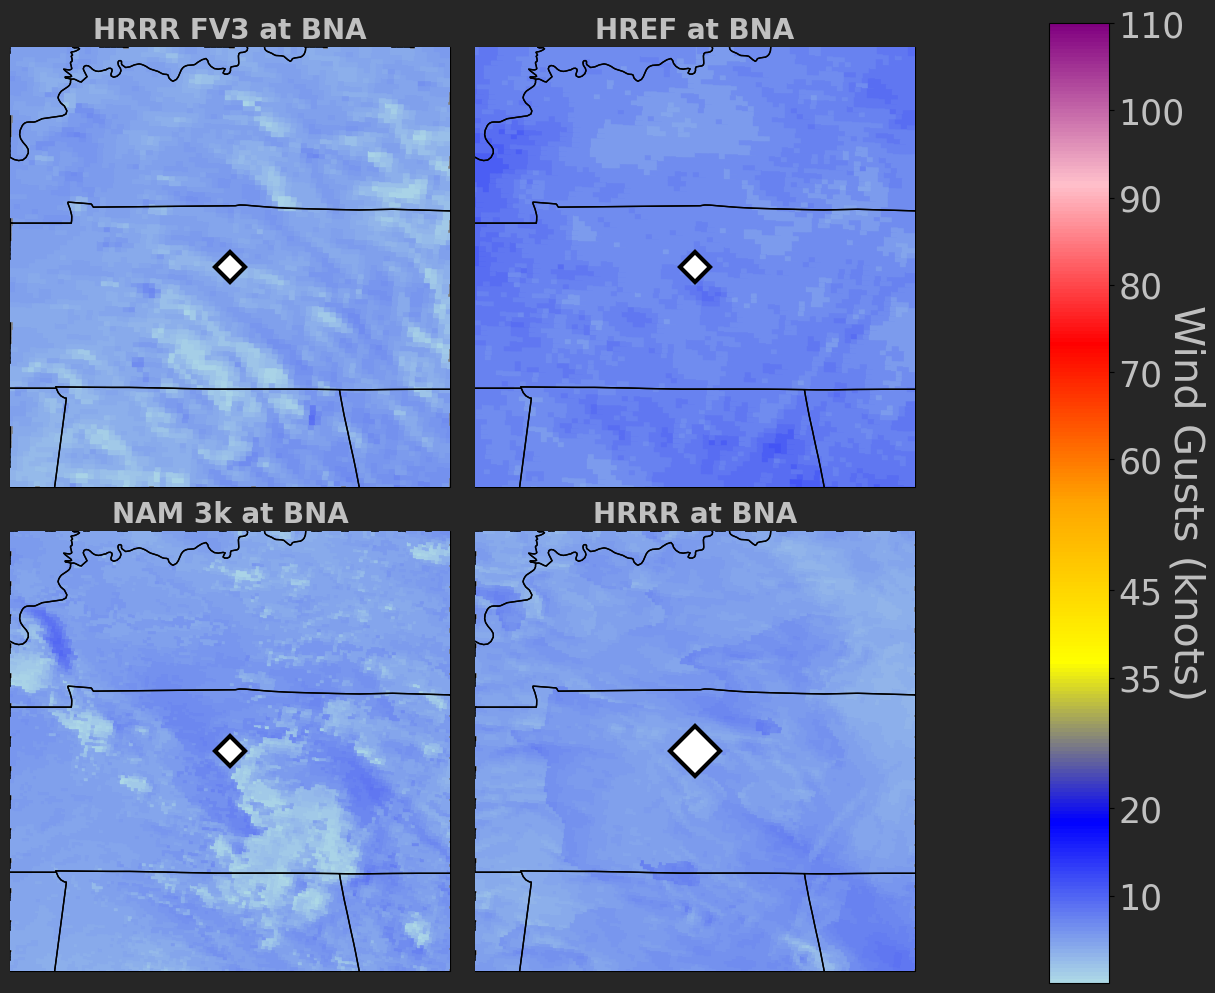 HRRR FV3 at BNA
HREF at BNA
NAM 3k at BNA
HRRR at BNA
110
100
90
80
70
60
45
35
20
10
Wind Gusts (knots)